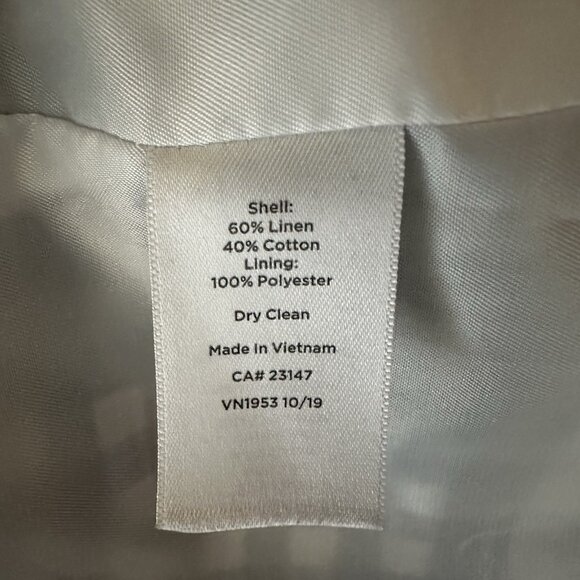 Shell:
60% Linen
40% Cotton
Lining:
100% Polyester
Dry Clean
Made In Vietnam
CA# 23147
VN1953 10/19